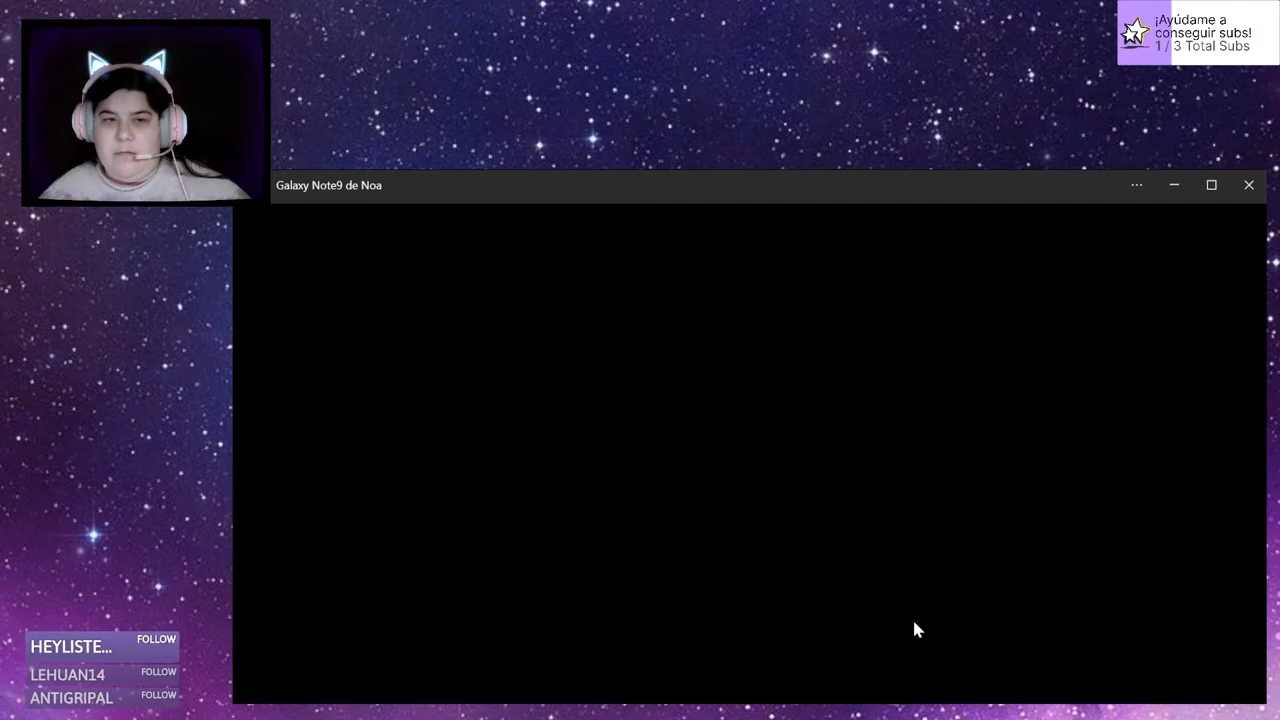 ¡Ayúdame a
conseguir subs!
1 / 3 Total Subs
Galaxy Note9 de Noa
HEYLISTE... FOLLOW
LEHUAN14 FOLLOW
ANTIGRIPAL FOLLOW